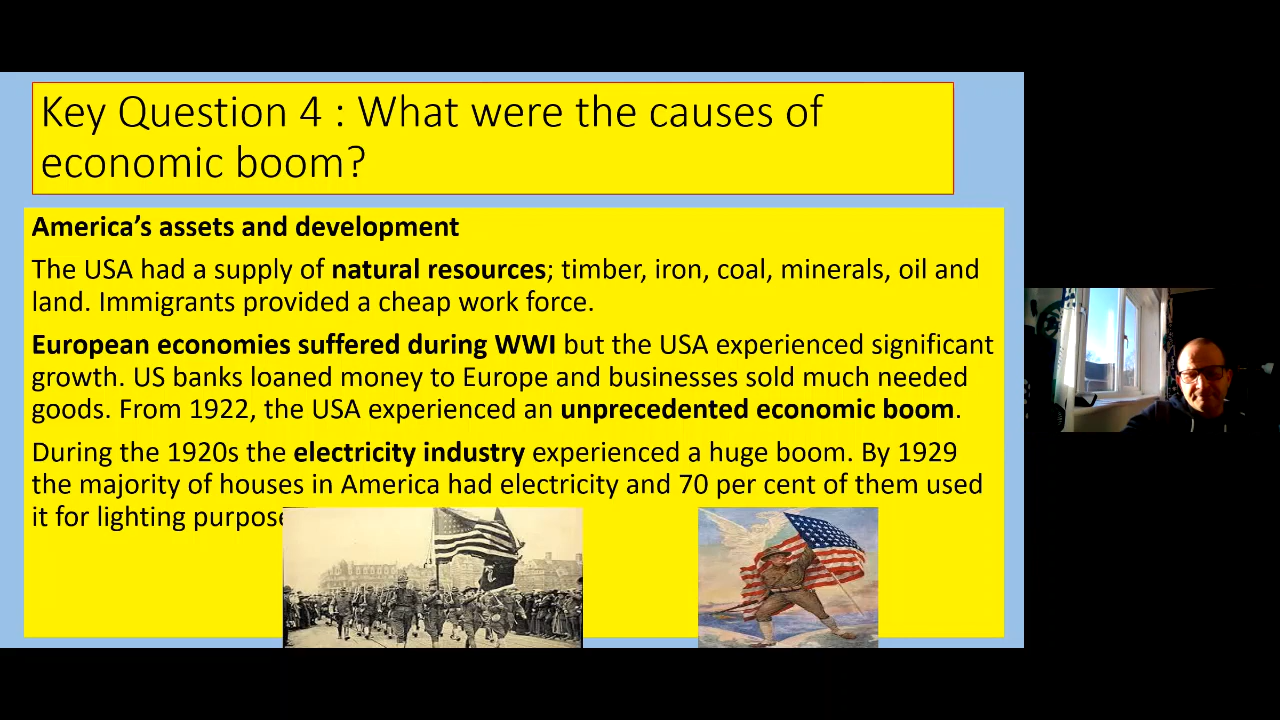 Key Question 4 : What were the causes of
economic boom?
America’s assets and development
The USA had a supply of natural resources; timber, iron, coal, minerals, oil and
land. Immigrants provided a cheap work force.
European economies suffered during WWI but the USA experienced significant
growth. US banks loaned money to Europe and businesses sold much needed
goods. From 1922, the USA experienced an unprecedented economic boom.
During the 1920s the electricity industry experienced a huge boom. By 1929
the majority of houses in America had electricity and 70 per cent of them used
it for lighting purpose